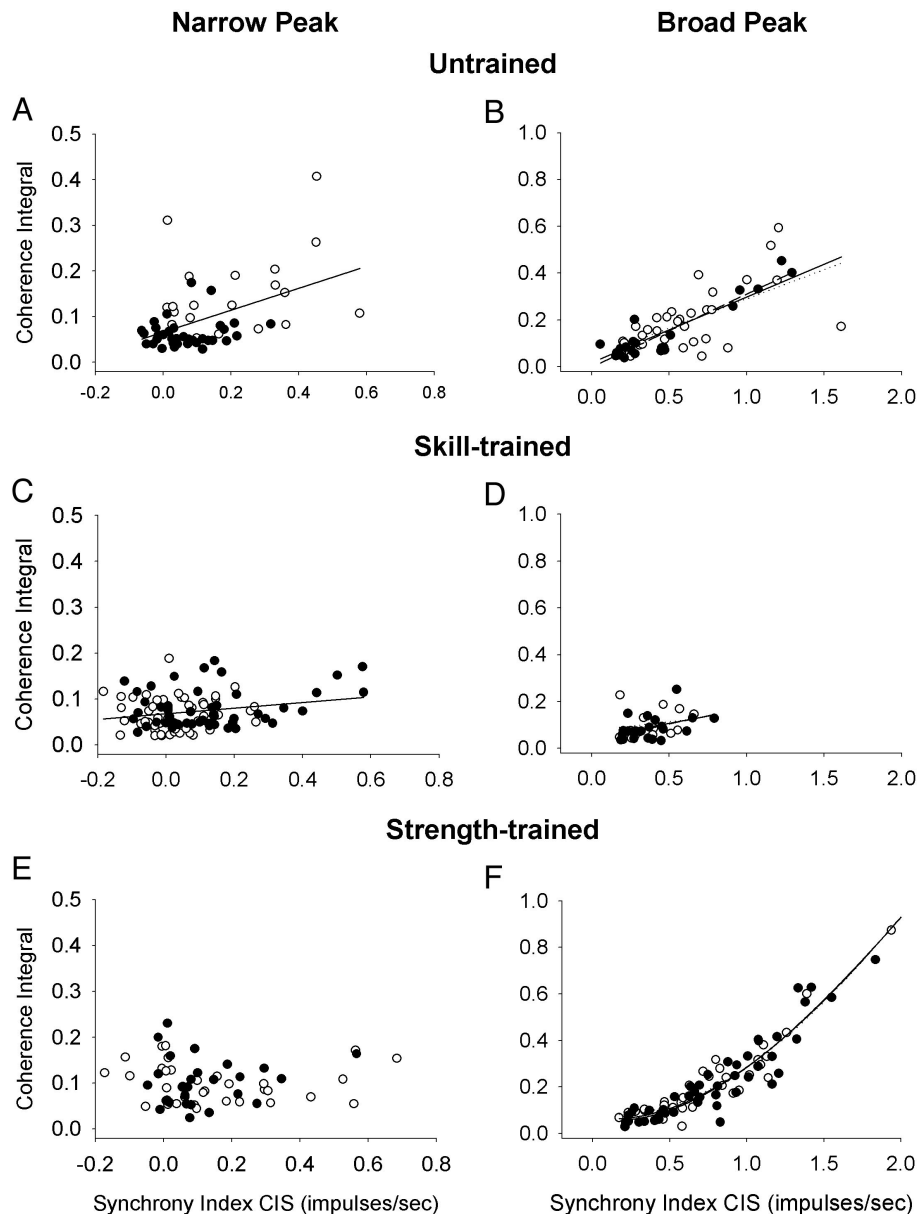 Narrow Peak Broad Peak
Untrained
A B
0.5 1.0
0.4 0.8
0.3 0.6
0.2 0.4
0.1 0.2
0.0 0.0
Coherence Integral
-0.2 0.0 0.2 0.4 0.6 0.8 0.0 0.5 1.0 1.5 2.0
Skill-trained
C D
0.5 1.0
0.4 0.8
0.3 0.6
0.2 0.4
0.1 0.2
0.0 0.0
Coherence Integral
-0.2 0.0 0.2 0.4 0.6 0.8 0.0 0.5 1.0 1.5 2.0
Strength-trained
E F
0.5 1.0
0.4 0.8
0.3 0.6
0.2 0.4
0.1 0.2
0.0 0.0
Coherence Integral
-0.2 0.0 0.2 0.4 0.6 0.8 0.0 0.5 1.0 1.5 2.0
Synchrony Index CIS (impulses/sec) Synchrony Index CIS (impulses/sec)